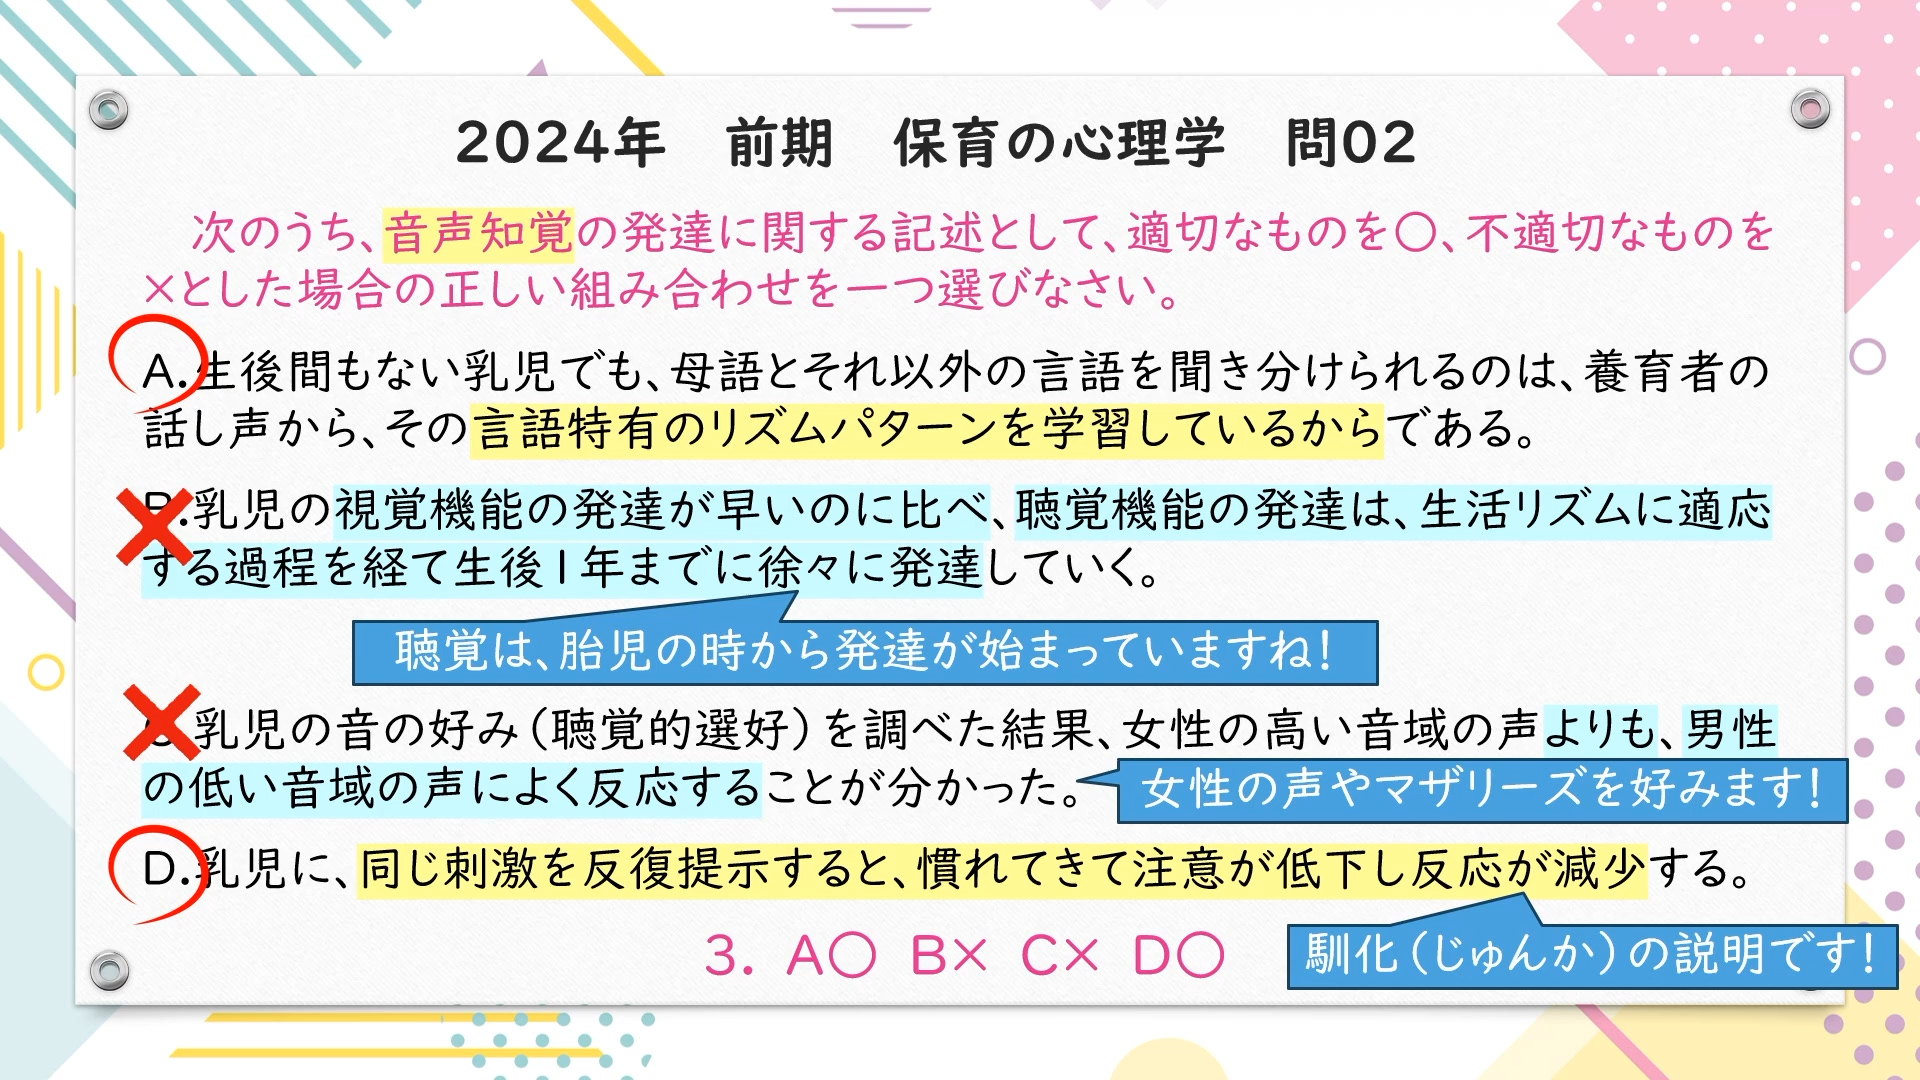 2024年　前期　保育の心理学　問02
次のうち、音声知覚の発達に関する記述として、適切なものを〇、不適切なものを
×とした場合の正しい組み合わせを一つ選びなさい。
A.生後間もない乳児でも、母語とそれ以外の言語を聞き分けられるのは、養育者の
話し声から、その言語特有のリズムパターンを学習しているからである。
B.乳児の視覚機能の発達が早いのに比べ、聴覚機能の発達は、生活リズムに適応
する過程を経て生後1年までに徐々に発達していく。
聴覚は、胎児の時から発達が始まっていますね！
C.乳児の音の好み（聴覚的選好）を調べた結果、女性の高い音域の声よりも、男性
の低い音域の声によく反応することが分かった。
女性の声やマザリーズを好みます！
D.乳児に、同じ刺激を反復提示すると、慣れてきて注意が低下し反応が減少する。
3. A〇 B× C× D〇
馴化（じゅんか）の説明です！